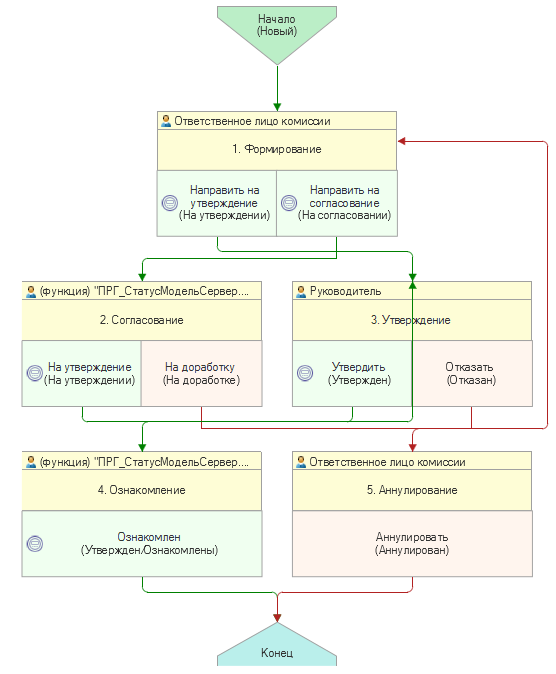 Начало
(Новый)
Ответственное лицо комиссии
1. Формирование
Направить на
утверждение
(На утверждении)
Направить на
согласование
(На согласовании)
(функция) "ПРГ_СтатусМодельСервер....
2. Согласование
На утверждение
(На утверждении)
На доработку
(На доработке)
Руководитель
3. Утверждение
Утвердить
(Утвержден)
Отказать
(Отказан)
(функция) "ПРГ_СтатусМодельСервер....
4. Ознакомление
Ознакомлен
(Утвержден/Ознакомлены)
Ответственное лицо комиссии
5. Аннулирование
Аннулировать
(Аннулирован)
Конец